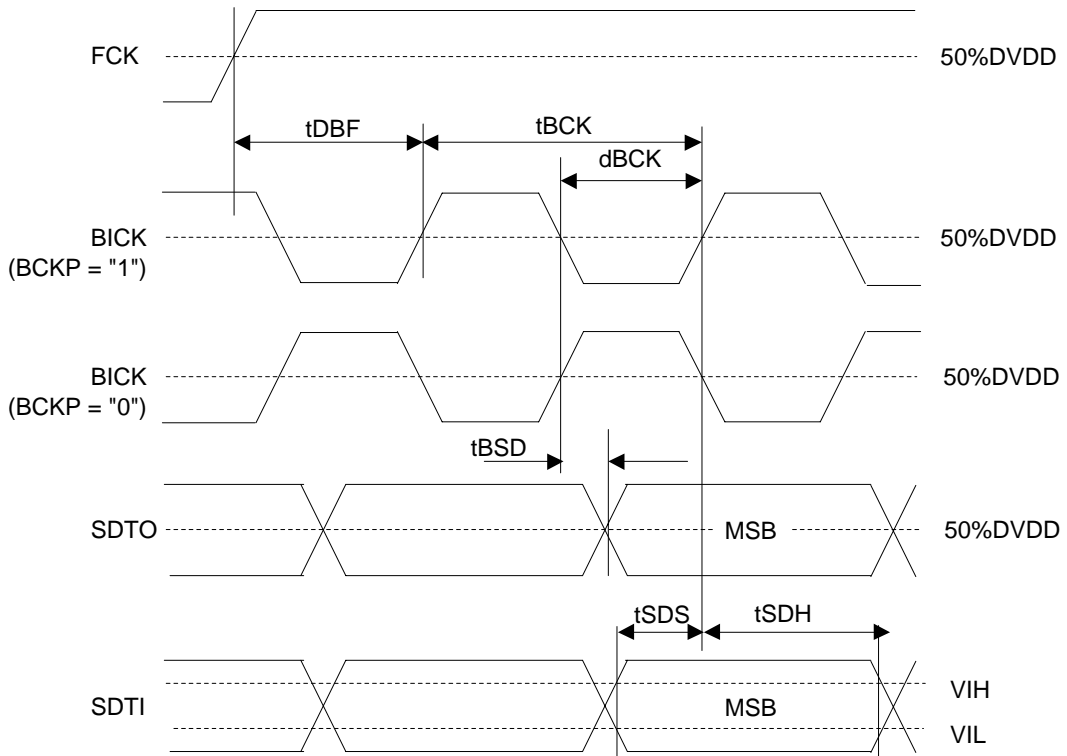 FCK
50%DVDD
tDBF
tBCK
dBCK
BICK
(BCKP = "1")
50%DVDD
BICK
(BCKP = "0")
50%DVDD
tBSD
SDTO
MSB
50%DVDD
tSDS
tSDH
SDTI
MSB
VIH
VIL